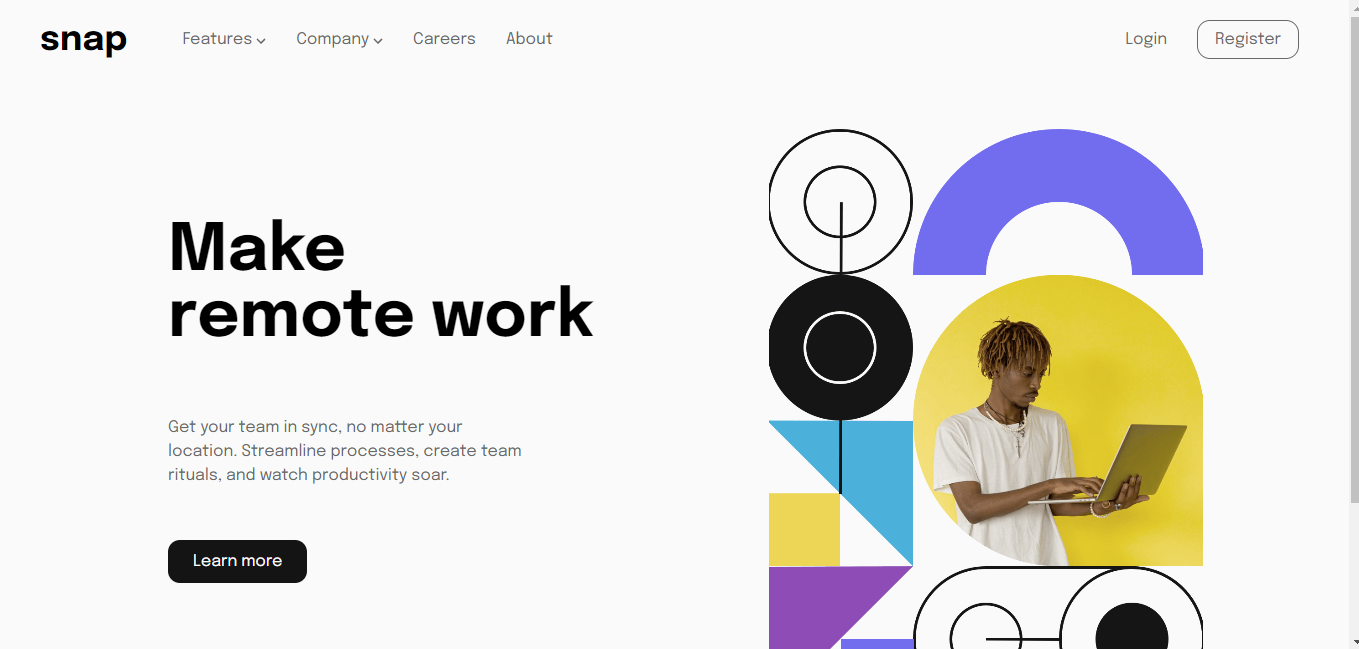 snap
Features
Company
Careers
About
Login
Register
Make
remote work
Get your team in sync, no matter your
location. Streamline processes, create team
rituals, and watch productivity soar.
Learn more